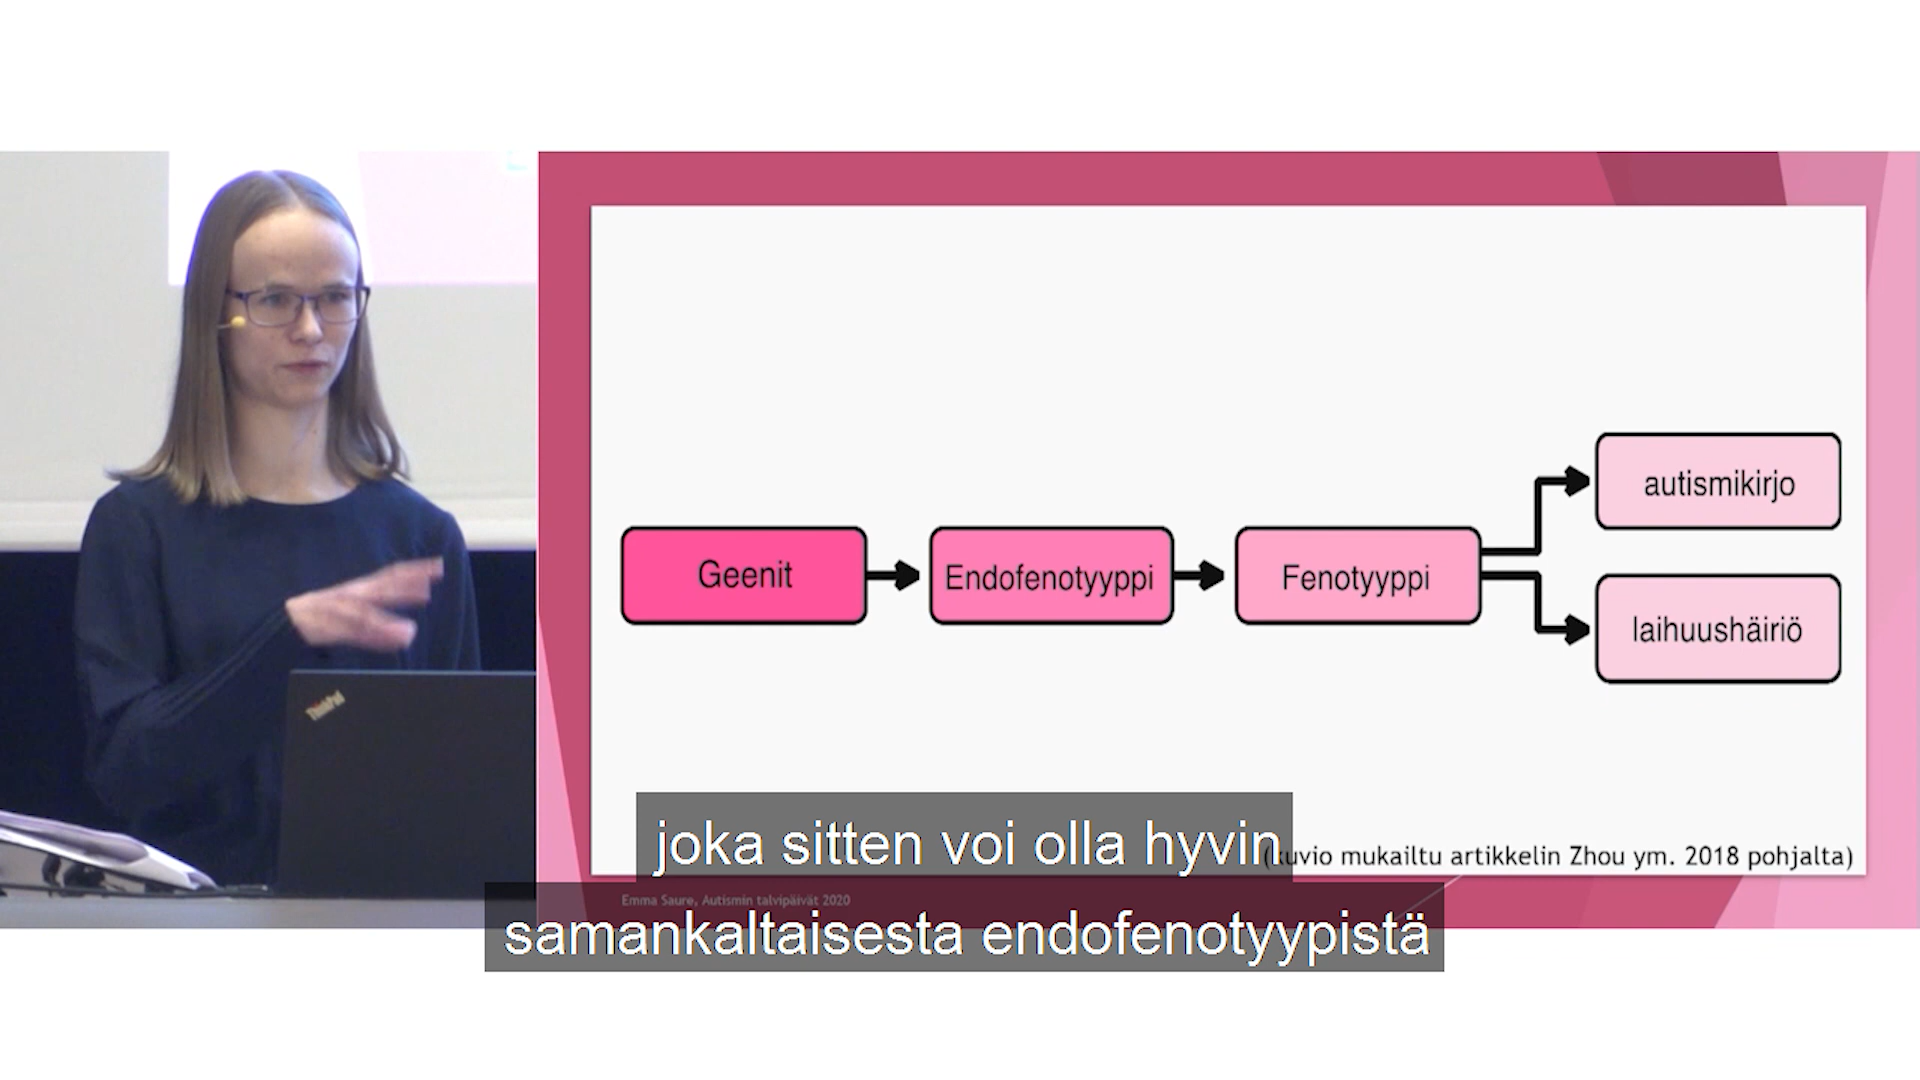 autismikirjo
Geenit
Endofenotyyppi
Fenotyyppi
laihuushäiriö
(kuvio mukailtu artikkelin Zhou ym. 2018 pohjalta)
Emma Saure, Autismin talvipäivät 2020
joka sitten voi olla hyvin
samankaltaisesta endofenotyypistä
ThinkPad